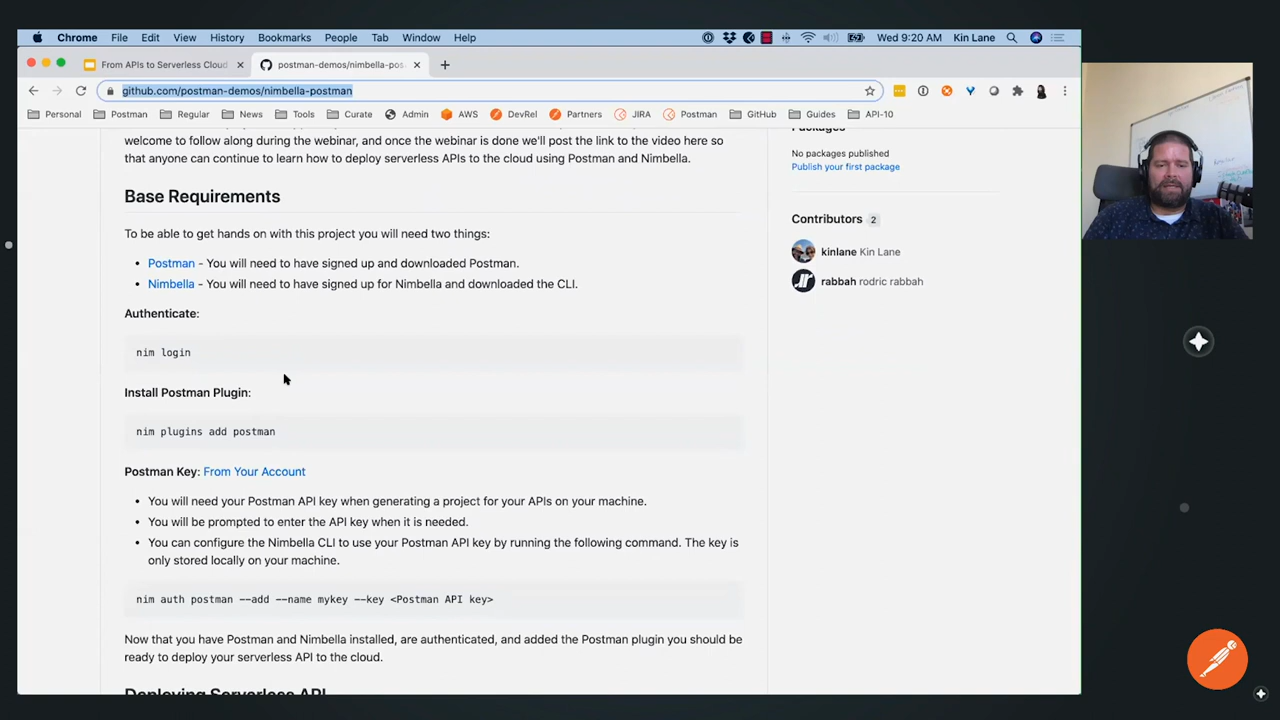 Chrome File Edit View History Bookmarks People Tab Window Help Wed 9:20 AM Kin Lane
From APIs to Serverless Cloud postman-demos/nimbella-pos
github.com/postman-demos/nimbella-postman
Personal Postman Regular News Tools Curate Admin AWS DevRel Partners JIRA Postman GitHub Guides API-10
welcome to follow along during the webinar, and once the webinar is done we'll post the link to the video here so
that anyone can continue to learn how to deploy serverless APIs to the cloud using Postman and Nimbella.
Base Requirements
To be able to get hands on with this project you will need two things:
• Postman - You will need to have signed up and downloaded Postman.
• Nimbella - You will need to have signed up for Nimbella and downloaded the CLI.
Authenticate:
nim login
Install Postman Plugin:
nim plugins add postman
Postman Key: From Your Account
• You will need your Postman API key when generating a project for your APIs on your machine.
• You will be prompted to enter the API key when it is needed.
• You can configure the Nimbella CLI to use your Postman API key by running the following command. The key is
only stored locally on your machine.
nim auth postman --add --name mykey --key <Postman API key>
Now that you have Postman and Nimbella installed, are authenticated, and added the Postman plugin you should be
ready to deploy your serverless API to the cloud.
Deploying Serverless API
Packages
No packages published
Publish your first package
Contributors 2
kinlane Kin Lane
rabbah rodric rabbah